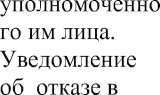 уполномоченно
го им лица.
Уведомление
об отказе в